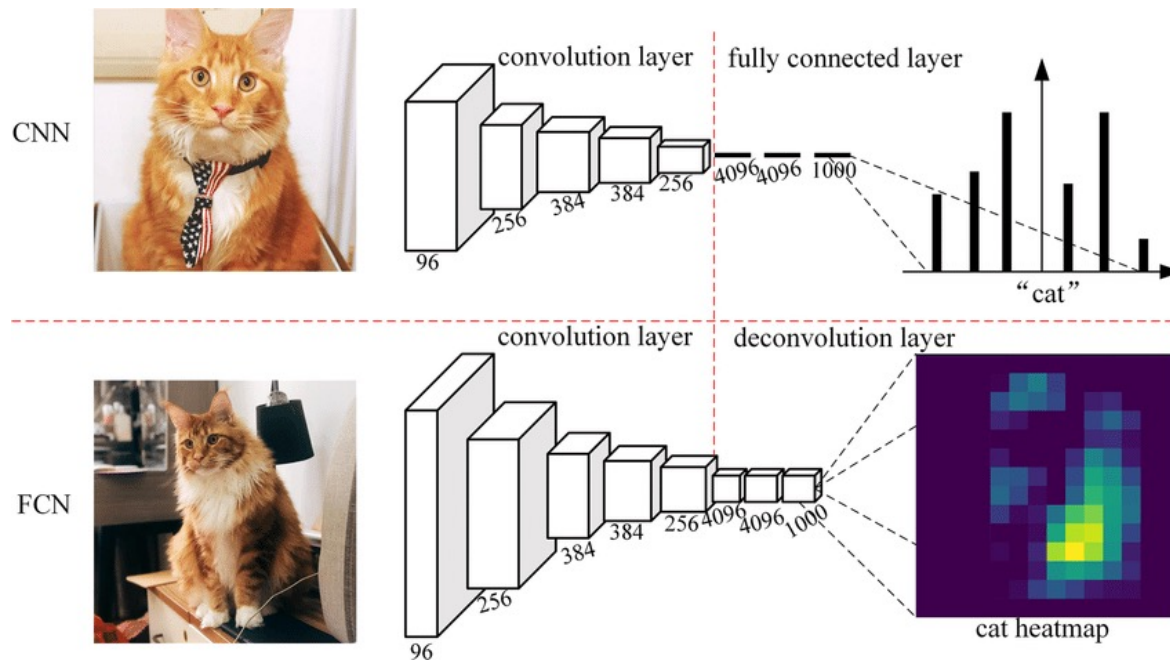 convolution layer
fully connected layer
CNN
96
256
384
384
256
4096
4096
1000
“cat”
convolution layer
deconvolution layer
FCN
96
256
384
384
256
4096
4096
1000
cat heatmap